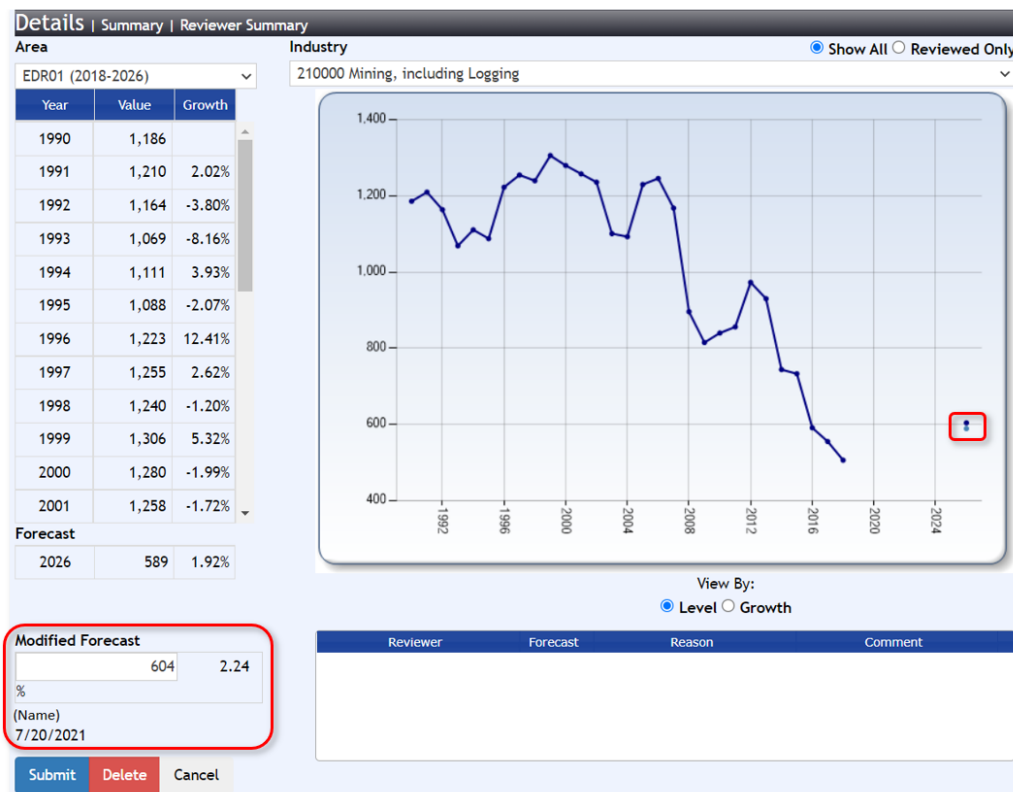 Details | Summary | Reviewer Summary
Area
EDR01 (2018-2026)
Industry
Show All Reviewed Only
210000 Mining, including Logging
Year Value Growth
1990 1,186
1991 1,210 2.02%
1992 1,164 -3.80%
1993 1,069 -8.16%
1994 1,111 3.93%
1995 1,088 -2.07%
1996 1,223 12.41%
1997 1,255 2.62%
1998 1,240 -1.20%
1999 1,306 5.32%
2000 1,280 -1.99%
2001 1,258 -1.72%
Forecast
2026 589 1.92%
1,400
1,200
1,000
800
600
400
1992 1996 2000 2004 2008 2012 2016 2020 2024
View By:
Level Growth
Modified Forecast
604 2.24
%
(Name)
7/20/2021
Submit Delete Cancel
Reviewer Forecast Reason Comment